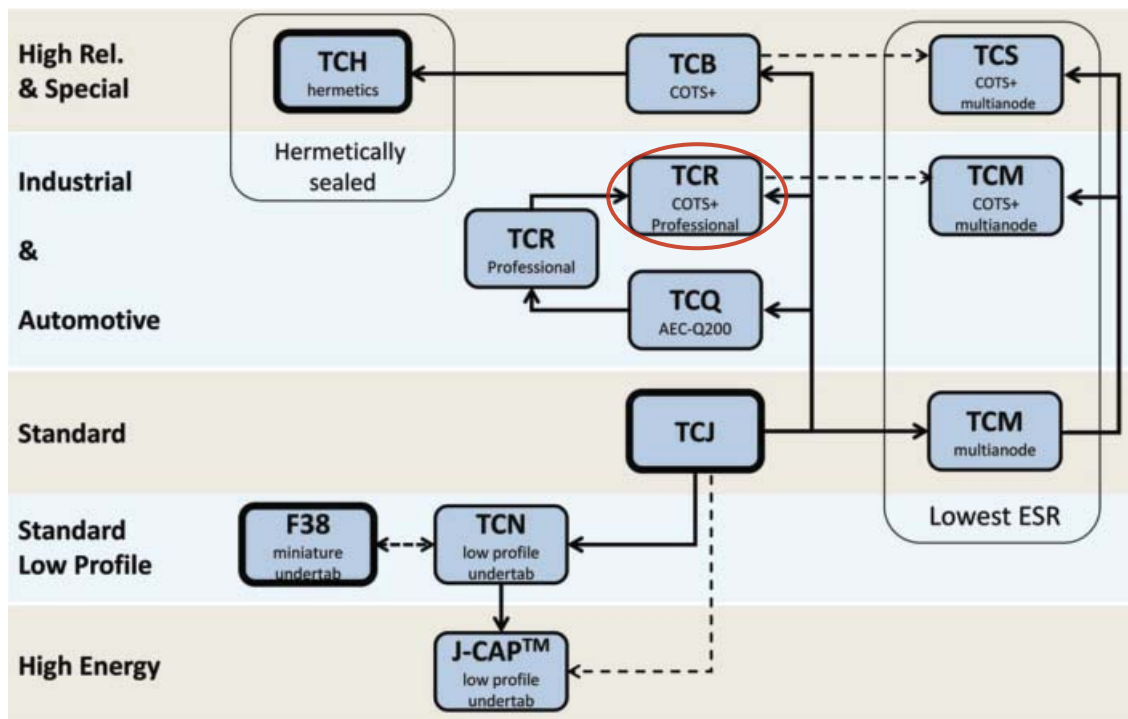 High Rel.
& Special
TCH
hermetics
Hermetically
sealed
TCB
COTS+
TCS
COTS+
multianode
Industrial
&
Automotive
TCR
COTS+
Professional
TCM
COTS+
multianode
TCR
Professional
TCQ
AEC-Q200
Standard
TCJ
TCM
multianode
Lowest ESR
Standard
Low Profile
F38
miniature
undertab
TCN
low profile
undertab
High Energy
J-CAP™
low profile
undertab